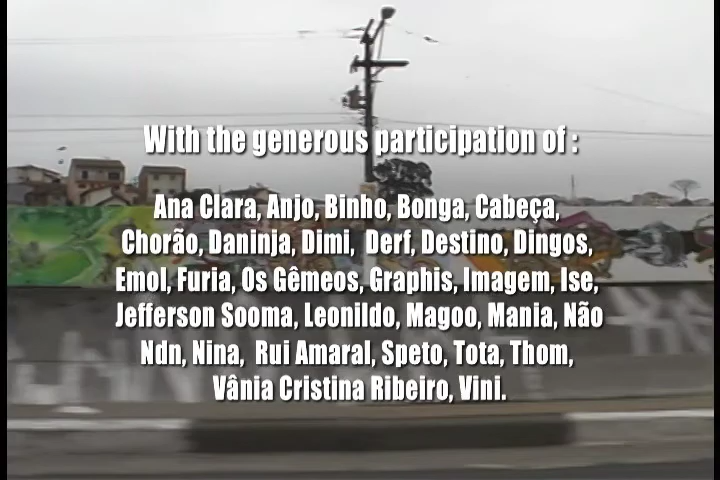 With the generous participation of :
Ana Clara, Anjo, Binho, Bonga, Cabeça,
Chorão, Daninja, Dimi, Derf, Destino, Dingos,
Emol, Furia, Os Gêmeos, Graphis, Imagem, Ise,
Jefferson Sooma, Leonildo, Magoo, Mania, Não
Ndn, Nina, Rui Amaral, Speto, Tota, Thom,
Vânia Cristina Ribeiro, Vini.